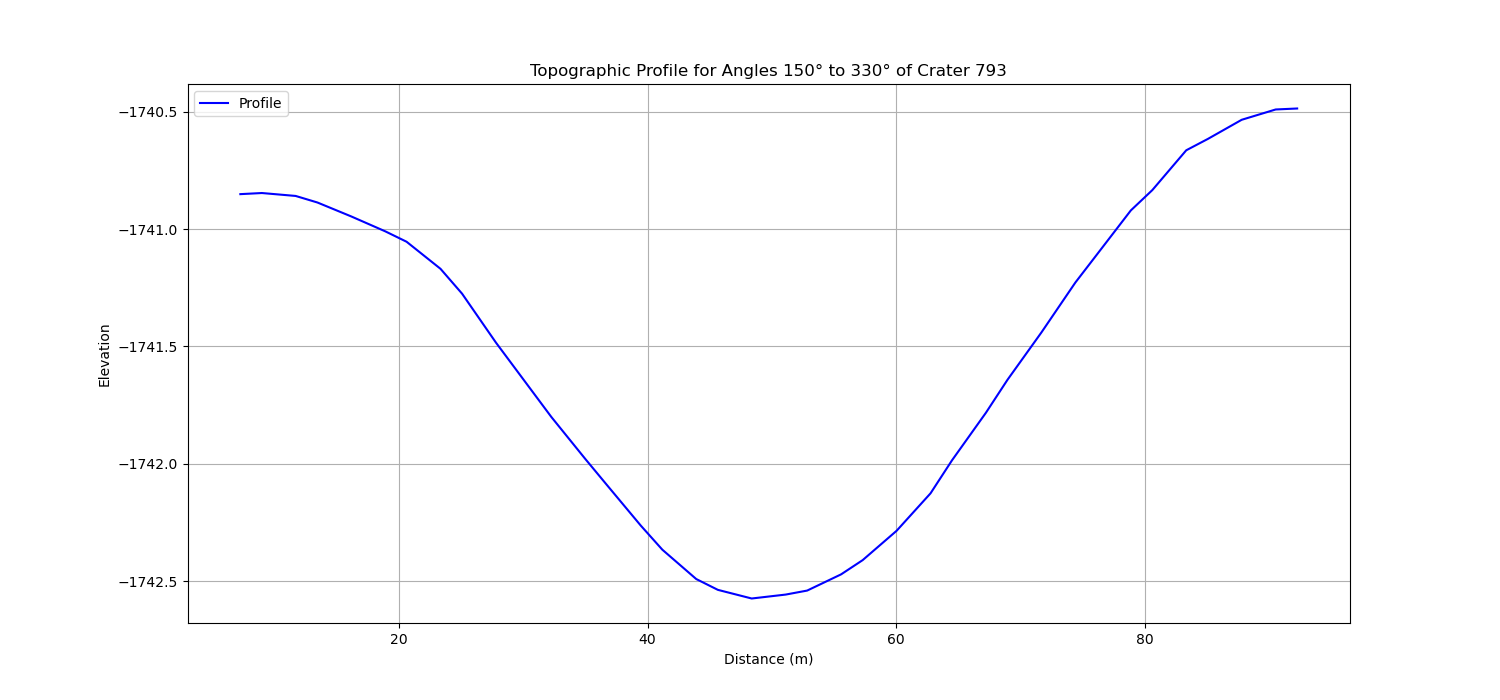 Topographic Profile for Angles 150° to 330° of Crater 793
Profile
−1740.5
−1741.0
−1741.5
−1742.0
−1742.5
Elevation
20
40
60
80
Distance (m)